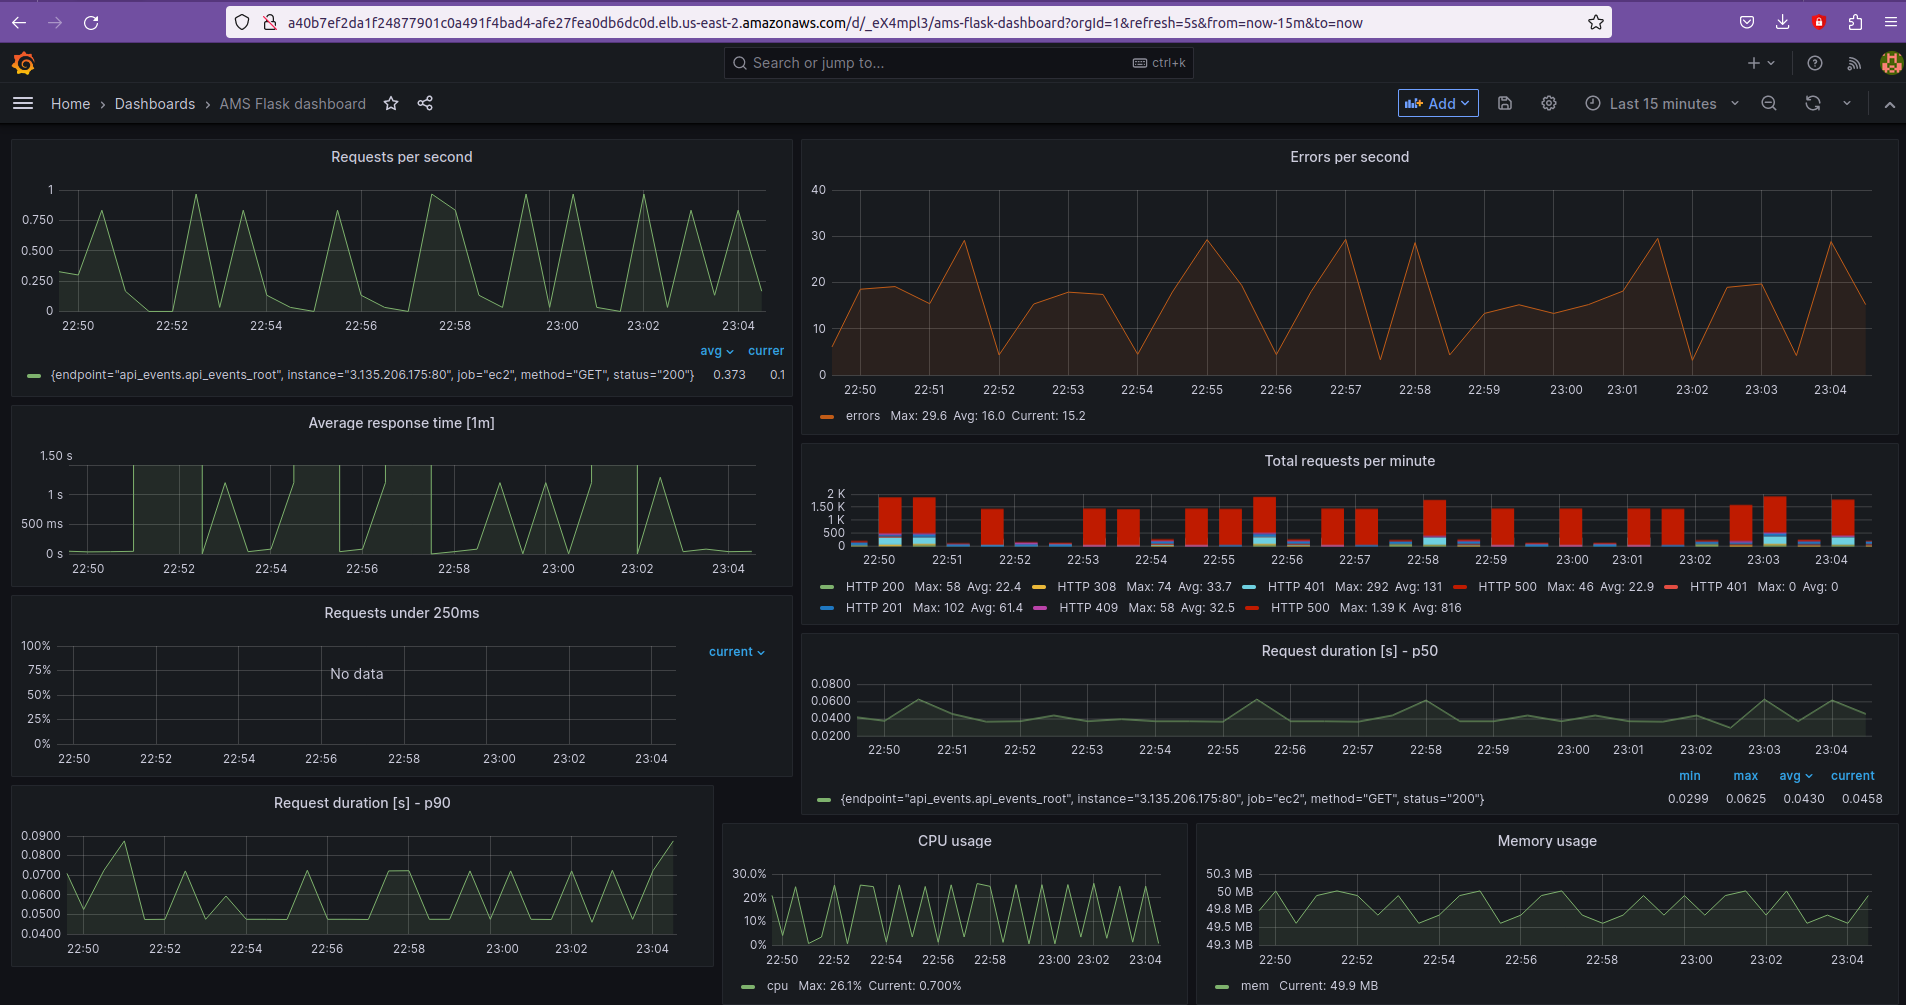 a40b7ef2da1f24877901c0a491f4bad4-afe27fea0db6dc0d.elb.us-east-2.amazonaws.com/d/_eX4mpl3/ams-flask-dashboard?orgId=1&refresh=5s&from=now-15m&to=now
Search or jump to... ctrl+k
Home › Dashboards › AMS Flask dashboard
Add
Last 15 minutes
Requests per second
1
0.750
0.500
0.250
0
22:50 22:52 22:54 22:56 22:58 23:00 23:02 23:04
avg currer
{endpoint="api_events.api_events_root", instance="3.135.206.175:80", job="ec2", method="GET", status="200"} 0.373 0.1
Errors per second
40
30
20
10
0
22:50 22:51 22:52 22:53 22:54 22:55 22:56 22:57 22:58 22:59 23:00 23:01 23:02 23:03 23:04
errors Max: 29.6 Avg: 16.0 Current: 15.2
Average response time [1m]
1.50 s
1 s
500 ms
0 s
22:50 22:52 22:54 22:56 22:58 23:00 23:02 23:04
Total requests per minute
2 K
1.50 K
1 K
500
0
22:50 22:51 22:52 22:53 22:54 22:55 22:56 22:57 22:58 22:59 23:00 23:01 23:02 23:03 23:04
HTTP 200 Max: 58 Avg: 22.4 HTTP 308 Max: 74 Avg: 33.7 HTTP 401 Max: 292 Avg: 131 HTTP 500 Max: 46 Avg: 22.9 HTTP 401 Max: 0 Avg: 0
HTTP 201 Max: 102 Avg: 61.4 HTTP 409 Max: 58 Avg: 32.5 HTTP 500 Max: 1.39 K Avg: 816
Requests under 250ms
100%
75%
50%
25%
0%
No data
current
22:50 22:52 22:54 22:56 22:58 23:00 23:02 23:04
Request duration [s] - p50
0.0800
0.0600
0.0400
0.0200
22:50 22:51 22:52 22:53 22:54 22:55 22:56 22:57 22:58 22:59 23:00 23:01 23:02 23:03 23:04
min max avg current
{endpoint="api_events.api_events_root", instance="3.135.206.175:80", job="ec2", method="GET", status="200"} 0.0299 0.0625 0.0430 0.0458
Request duration [s] - p90
0.0900
0.0800
0.0700
0.0600
0.0500
0.0400
22:50 22:52 22:54 22:56 22:58 23:00 23:02 23:04
CPU usage
30.0%
20%
10%
0%
22:50 22:52 22:54 22:56 22:58 23:00 23:02 23:04
cpu Max: 26.1% Current: 0.700%
Memory usage
50.3 MB
50 MB
49.8 MB
49.5 MB
49.3 MB
22:50 22:52 22:54 22:56 22:58 23:00 23:02 23:04
mem Current: 49.9 MB